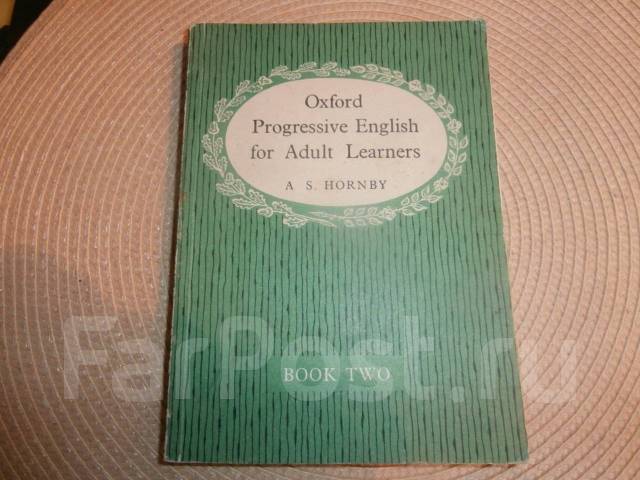 Oxford
Progressive English
for Adult Learners
A S. HORNBY
FarPost.ru
BOOK TWO